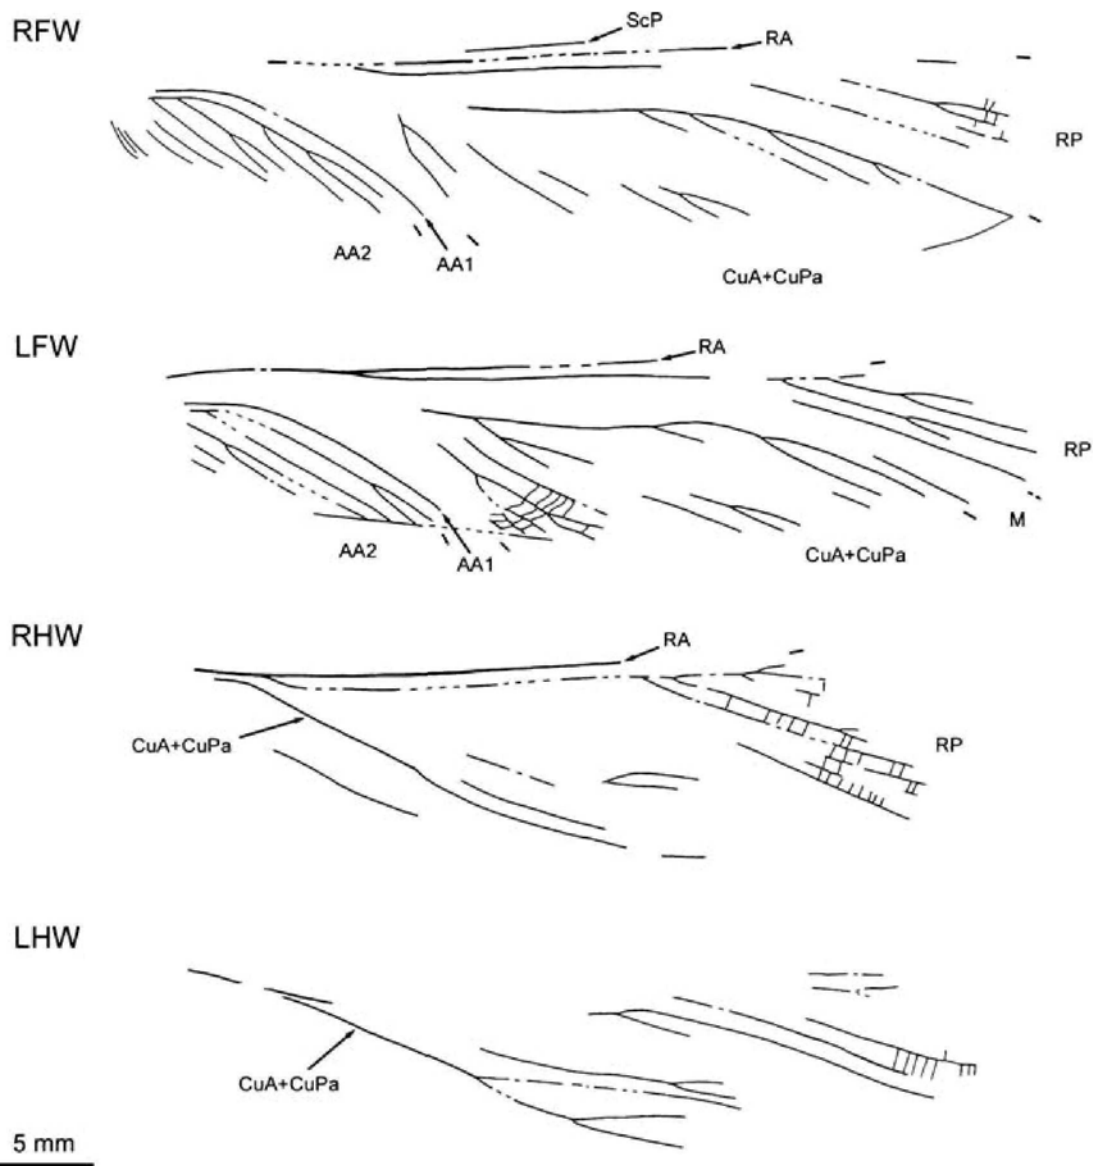 RFW
ScP
RA
RP
AA2
AA1
CuA+CuPa
LFW
RA
RP
M
AA2
AA1
CuA+CuPa
RHW
RA
CuA+CuPa
RP
LHW
CuA+CuPa
5 mm